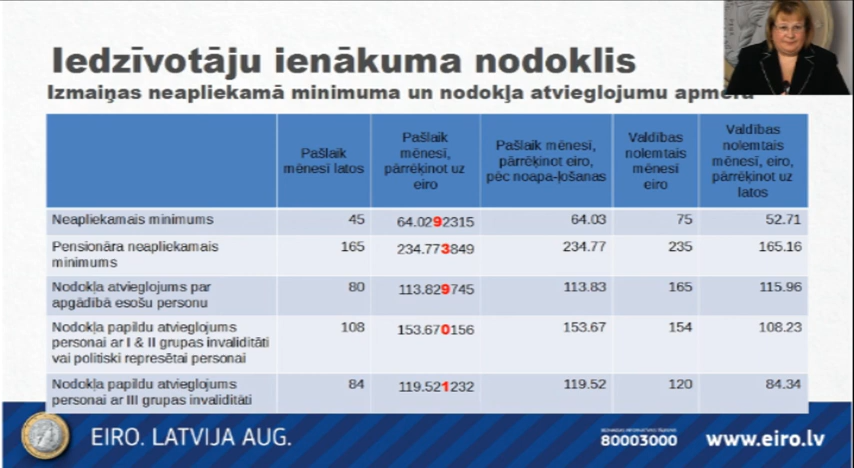 Iedzīvotāju ienākuma nodoklis
Izmaiņas neapliekamā minimuma un nodokļa atvieglojumu apmērā
Pašlaik
mēnesī latos
Pašlaik
mēnesī,
pārrēķinot uz
eiro
Pašlaik mēnesī,
pārrēķinot eiro,
pēc noapa-ļošanas
Valdības
nolemtais
mēnesī
eiro
Valdības
nolemtais
mēnesī, eiro,
pārrēķinot uz
latos
Neapliekamais minimums 45 64.0292315 64.03 75 52.71
Pensionāra neapliekamais
minimums 165 234.773849 234.77 235 165.16
Nodokļa atvieglojums par
apgādībā esošu personu 80 113.829745 113.83 165 115.96
Nodokļa papildu atvieglojums
personai ar I & II grupas invaliditāti
vai politiski represētai personai 108 153.670156 153.67 154 108.23
Nodokļa papildu atvieglojums
personai ar III grupas invaliditāti 84 119.521232 119.52 120 84.34
EIRO. LATVIJA AUG.
80003000
www.eiro.lv